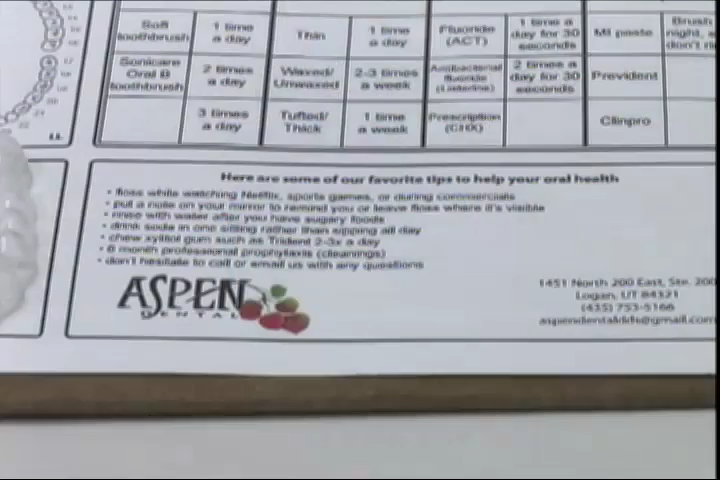 Soft toothbrush
1 time a day
Thin
1 time a day
Fluoride (ACT)
1 time a day for 30 seconds
MI paste
Brush
night,
don't
Sonicare Oral B toothbrush
2 times a day
Waxed/ Unwaxed
2-3 times a week
Antibacterial fluoride (Listerine)
2 times a day for 30 seconds
Prevident
3 times a day
Tufted/ Thick
1 time a week
Prescription (CHX)
Clinpro
Here are some of our favorite tips to help your oral health
• floss while watching Netflix, sports games, or during commercials
• put a note on your mirror to remind you or leave floss where it's visible
• rinse with water after you have sugary foods
• drink soda in one sitting rather than sipping all day
• chew xylitol gum such as Trident 2-3x a day
• 6 month professional prophylaxis (cleanings)
• don't hesitate to call or email us with any questions
ASPEN
DENTAL
1451 North 200 East, Ste. 200
Logan, UT 84321
(435) 753-5166
aspendentaldds@gmail.com